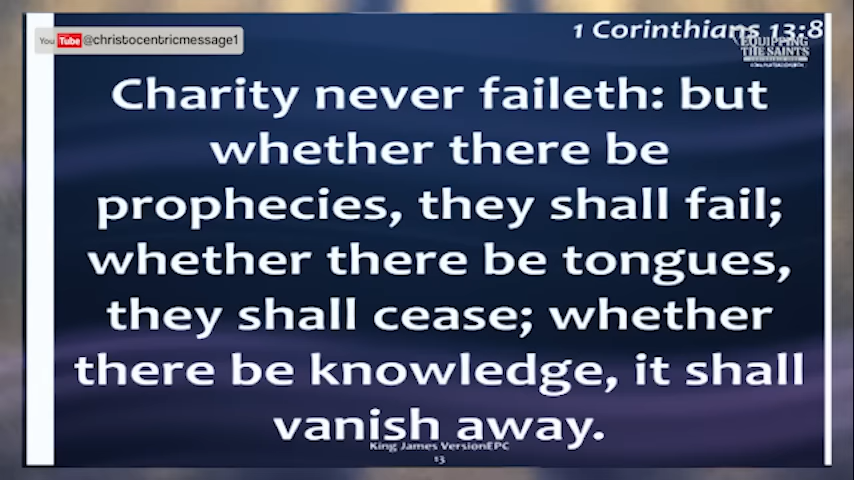 1 Corinthians 13:8
You Tube @christocentricmessage1
EQUIPPING
THE SAINTS
Charity never faileth: but
whether there be
prophecies, they shall fail;
whether there be tongues,
they shall cease; whether
there be knowledge, it shall
vanish away.
King James VersionEPC
13